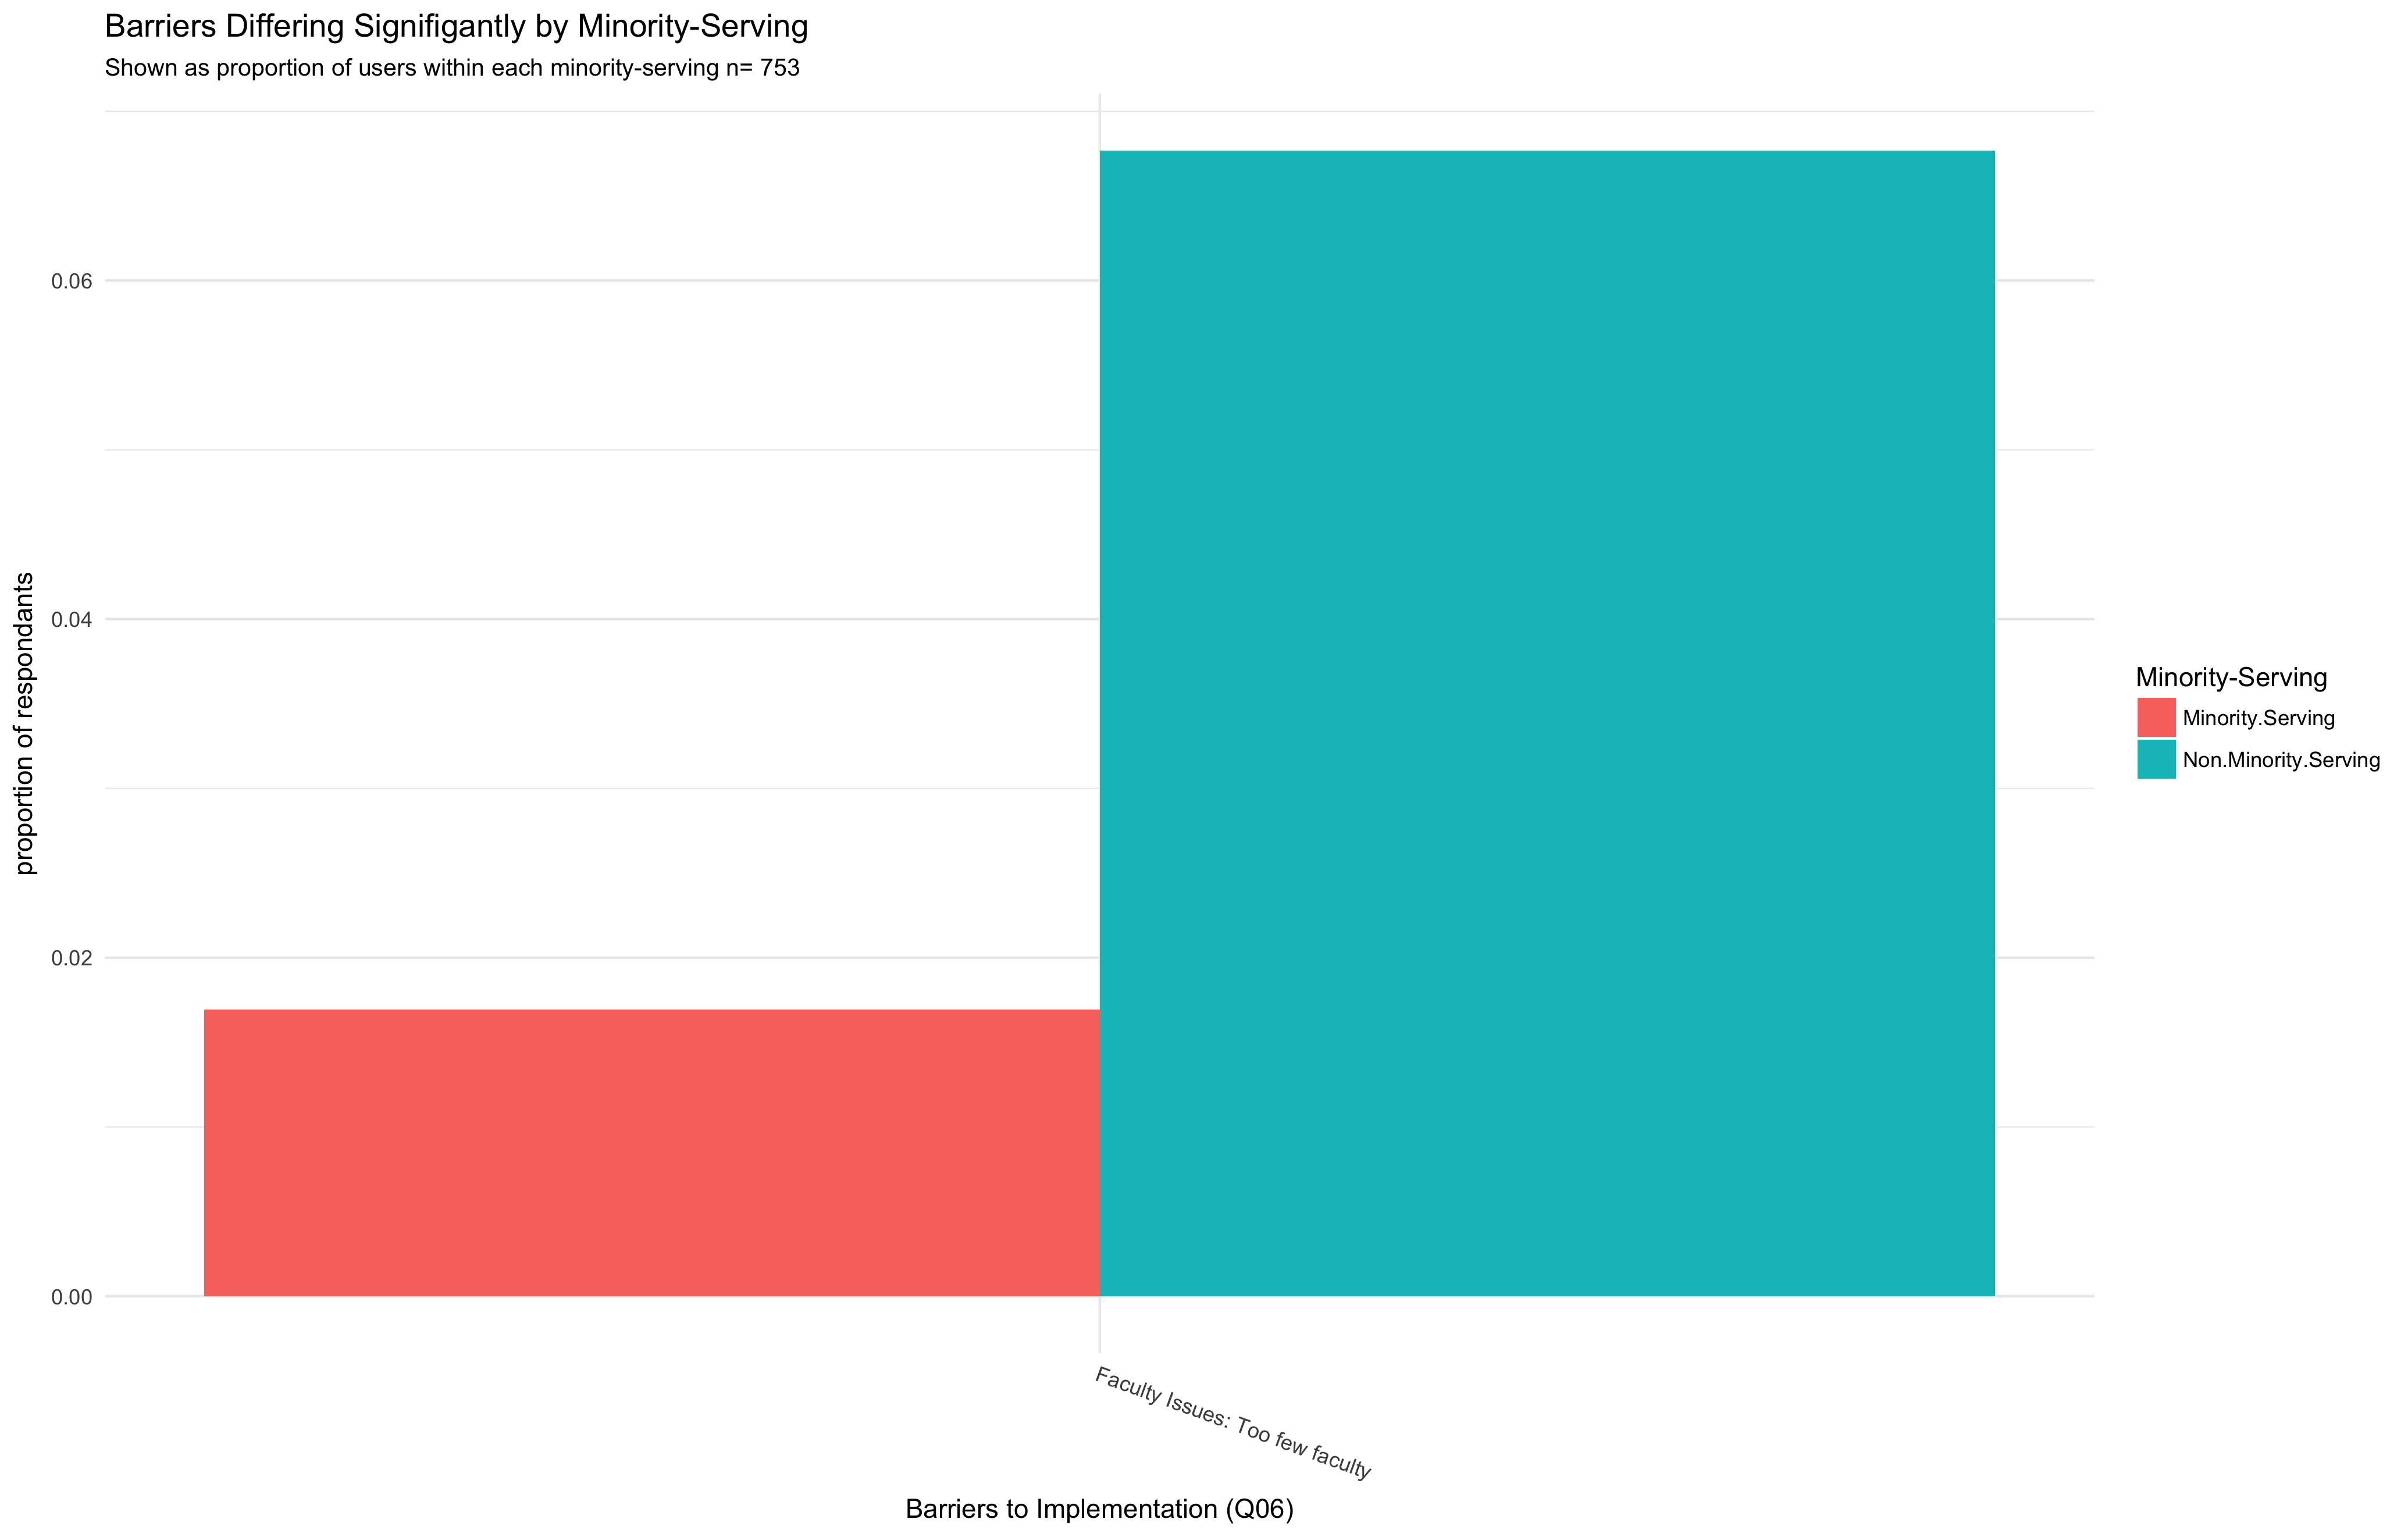 Barriers Differing Signifigantly by Minority-Serving
Shown as proportion of users within each minority-serving n= 753
proportion of respondants
0.06
0.04
0.02
0.00
Faculty Issues: Too few faculty
Barriers to Implementation (Q06)
Minority-Serving
Minority.Serving
Non.Minority.Serving